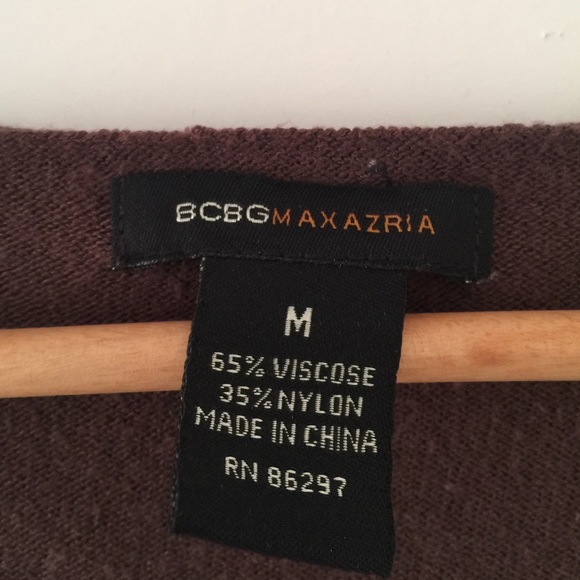 BCBGMAXAZRIA
M
65% VISCOSE
35% NYLON
MADE IN CHINA
RN 86297